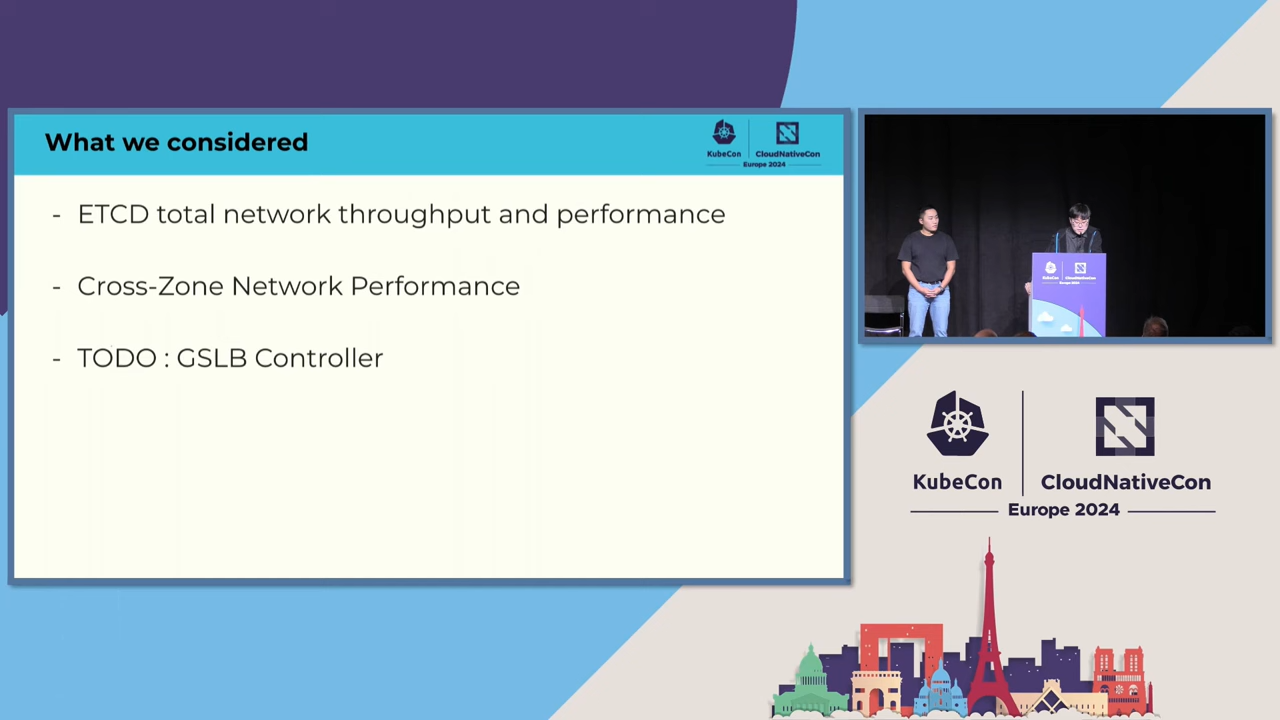 What we considered
KubeCon
CloudNativeCon
Europe 2024
- ETCD total network throughput and performance
- Cross-Zone Network Performance
- TODO : GSLB Controller
KubeCon
CloudNativeCon
Europe 2024